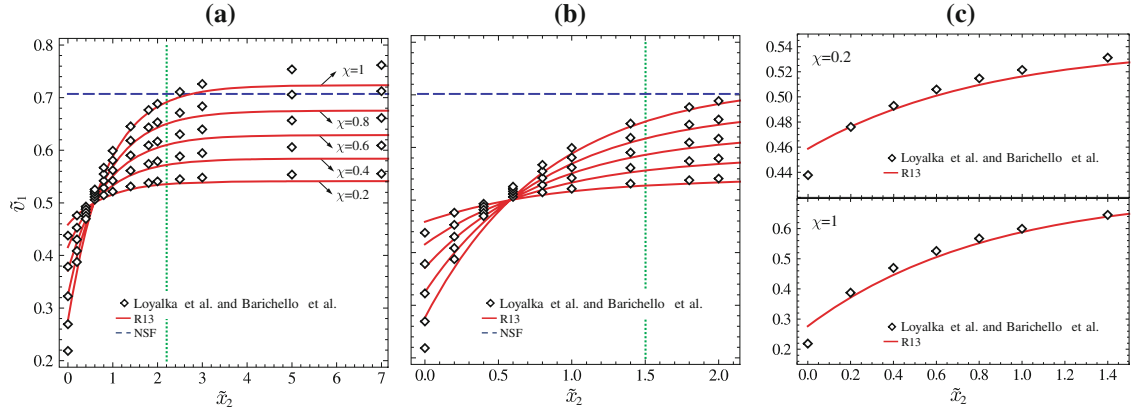 (a)
(b)
(c)
0.8
0.7
0.6
0.5
0.4
0.3
0.2
ṽ₁
χ=1
χ=0.8
χ=0.6
χ=0.4
χ=0.2
Loyalka et al. and Barichello et al.
R13
NSF
0 1 2 3 4 5 6 7
x̃₂
Loyalka et al. and Barichello et al.
R13
NSF
0.0 0.5 1.0 1.5 2.0
x̃₂
χ=0.2
0.54
0.52
0.50
0.48
0.46
0.44
Loyalka et al. and Barichello et al.
R13
χ=1
0.6
0.5
0.4
0.3
0.2
Loyalka et al. and Barichello et al.
R13
0.0 0.2 0.4 0.6 0.8 1.0 1.2 1.4
x̃₂